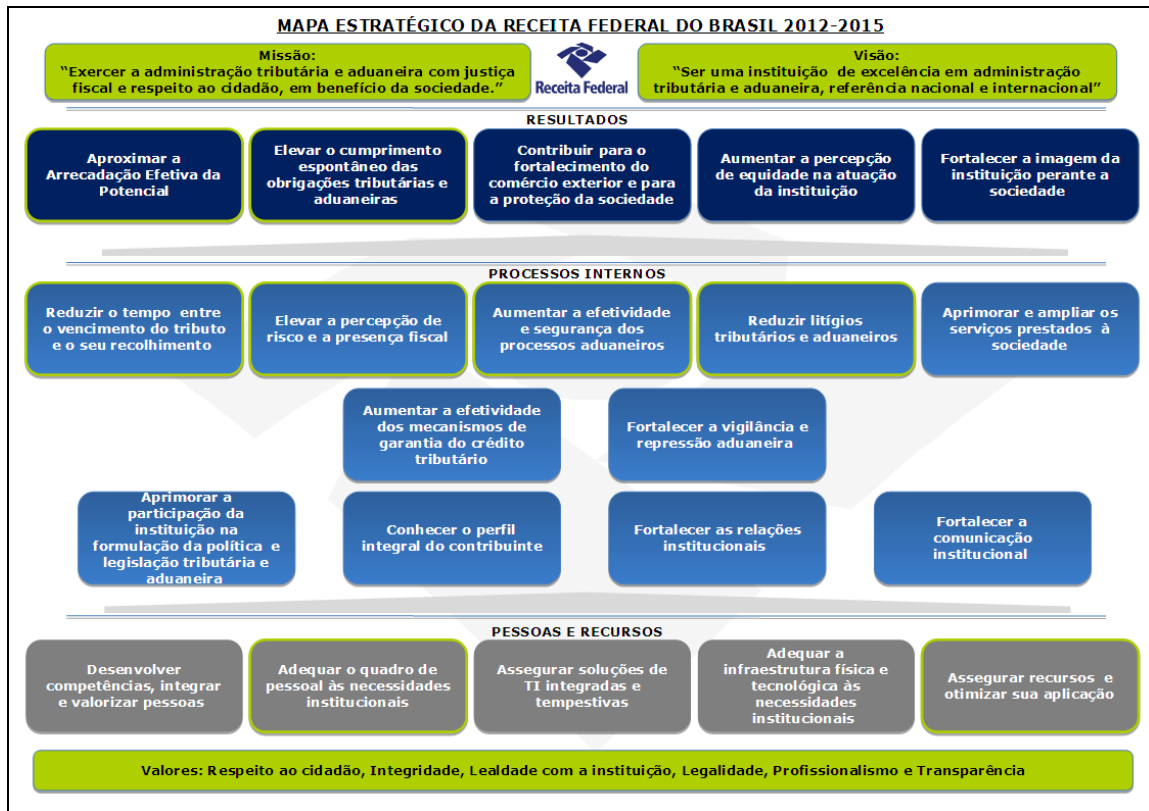 MAPA ESTRATÉGICO DA RECEITA FEDERAL DO BRASIL 2012-2015
Missão:
“Exercer a administração tributária e aduaneira com justiça
fiscal e respeito ao cidadão, em benefício da sociedade.”
Receita Federal
Visão:
“Ser uma instituição de excelência em administração
tributária e aduaneira, referência nacional e internacional”
RESULTADOS
Aproximar a
Arrecadação Efetiva da
Potencial
Elevar o cumprimento
espontâneo das
obrigações tributárias e
aduaneiras
Contribuir para o
fortalecimento do
comércio exterior e para
a proteção da sociedade
Aumentar a percepção
de equidade na atuação
da instituição
Fortalecer a imagem da
instituição perante a
sociedade
PROCESSOS INTERNOS
Reduzir o tempo entre
o vencimento do tributo
e o seu recolhimento
Elevar a percepção de
risco e a presença fiscal
Aumentar a efetividade
e segurança dos
processos aduaneiros
Reduzir litígios
tributários e aduaneiros
Aprimorar e ampliar os
serviços prestados à
sociedade
Aumentar a efetividade
dos mecanismos de
garantia do crédito
tributário
Fortalecer a vigilância e
repressão aduaneira
Aprimorar a
participação da
instituição na
formulação da política e
legislação tributária e
aduaneira
Conhecer o perfil
integral do contribuinte
Fortalecer as relações
institucionais
Fortalecer a
comunicação
institucional
PESSOAS E RECURSOS
Desenvolver
competências, integrar
e valorizar pessoas
Adequar o quadro de
pessoal às necessidades
institucionais
Assegurar soluções de
TI integradas e
tempestivas
Adequar a
infraestrutura física e
tecnológica às
necessidades
institucionais
Assegurar recursos e
otimizar sua aplicação
Valores: Respeito ao cidadão, Integridade, Lealdade com a instituição, Legalidade, Profissionalismo e Transparência